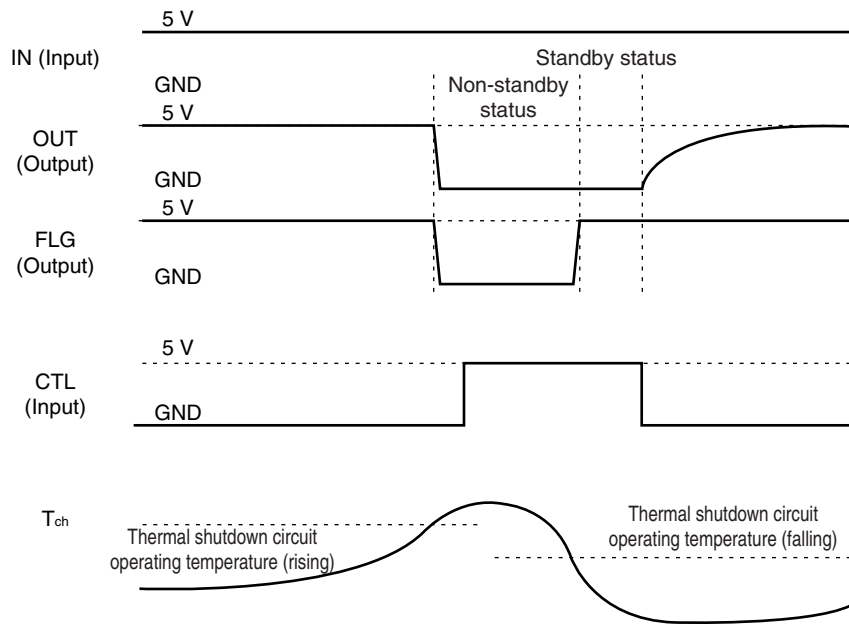 5 V
IN (Input)
Standby status
GND
Non-standby
status
5 V
OUT
(Output)
GND
5 V
FLG
(Output)
GND
5 V
CTL
(Input)
GND
Tch
Thermal shutdown circuit
operating temperature (rising)
Thermal shutdown circuit
operating temperature (falling)